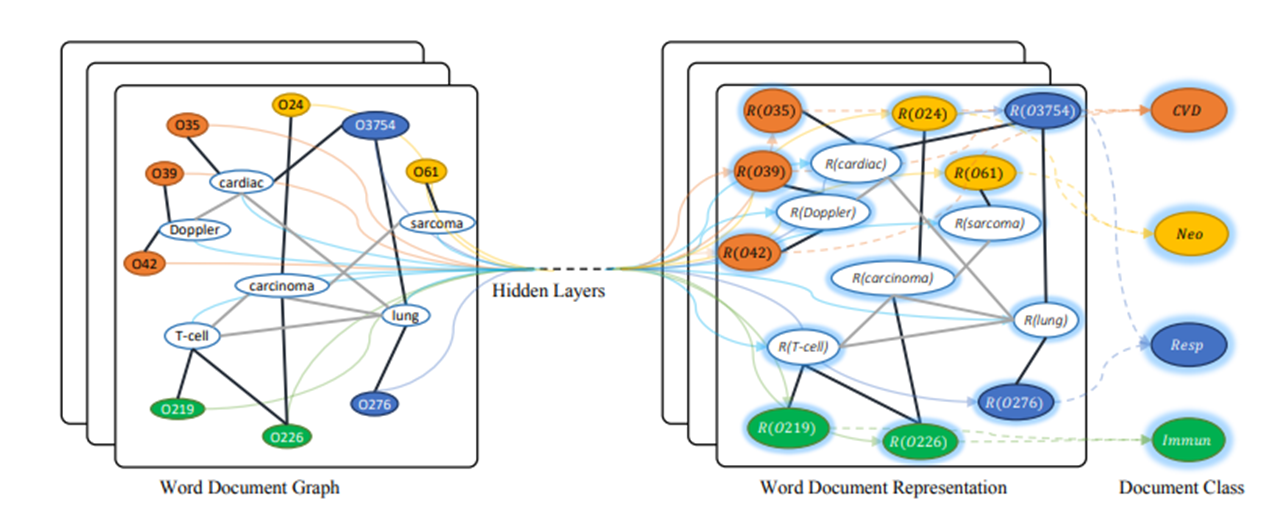 O24
O35
O3754
O39
O61
cardiac
sarcoma
Doppler
O42
carcinoma
lung
T-cell
O276
O219
O226
Word Document Graph
Hidden Layers
R(O35)
R(O24)
R(O3754)
R(cardiac)
R(O39)
R(O61)
R(Doppler)
R(sarcoma)
R(O42)
R(carcinoma)
R(lung)
R(T-cell)
R(O276)
R(O219)
R(O226)
Word Document Representation
CVD
Neo
Resp
Immun
Document Class